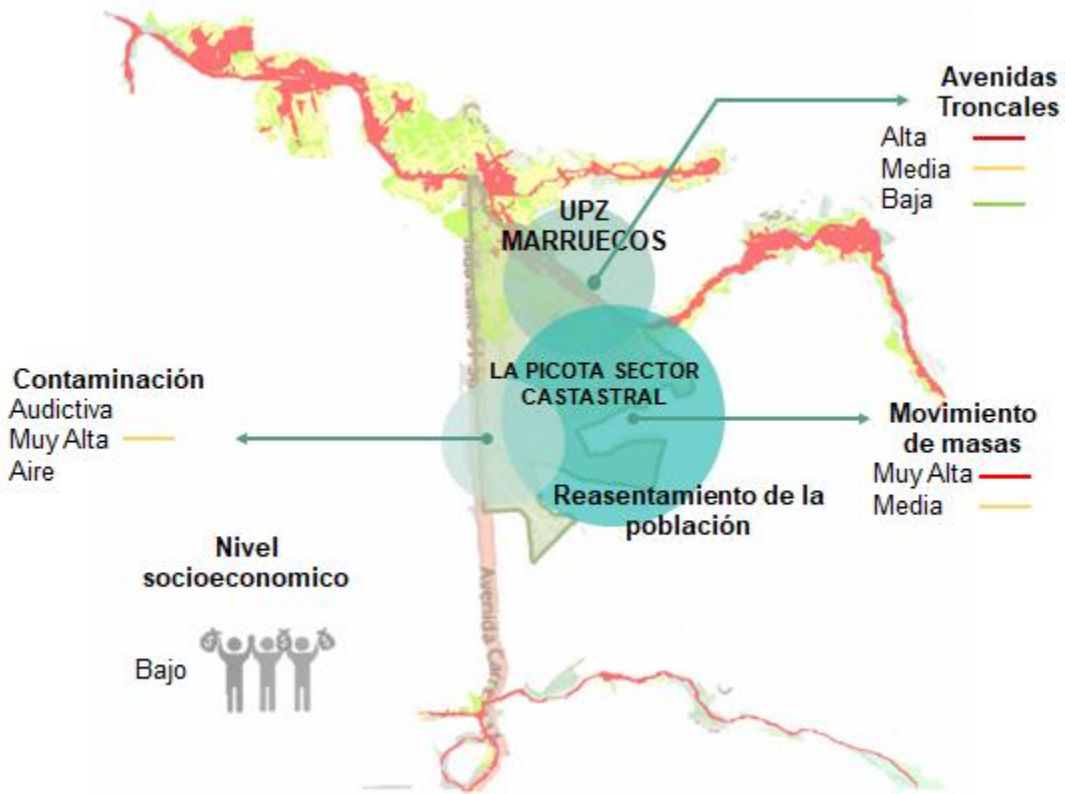 Avenidas
Troncales
Alta
Media
Baja
UPZ
MARRUECOS
LA PICOTA SECTOR
CASTASTRAL
Contaminación
Audictiva
Muy Alta
Aire
Movimiento
de masas
Muy Alta
Media
Reasentamiento de la
población
Nivel
socioeconomico
Bajo
Avenida Carre